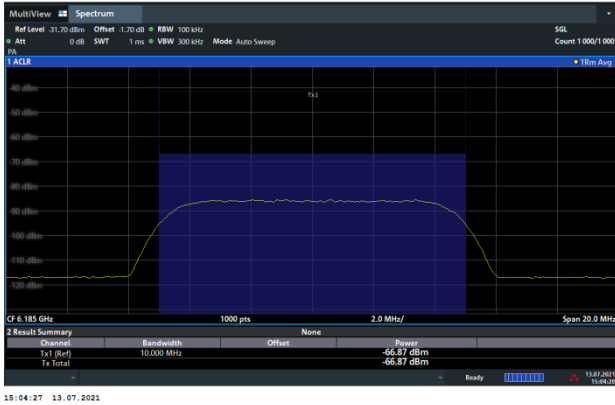 MultiView Spectrum
Ref Level -31.70 dBm Offset -1.70 dB RBW 100 kHz SGL
Att 0 dB SWT 1 ms VBW 300 kHz Mode Auto Sweep Count 1000/1000
PA
1 ACLR 1Rm Avg
-40 dBm
Tx1
-50 dBm
-60 dBm
-70 dBm
-80 dBm
-90 dBm
-100 dBm
-110 dBm
-120 dBm
CF 6.185 GHz 1000 pts 2.0 MHz/ Span 20.0 MHz
2 Result Summary None
Channel Bandwidth Offset Power
Tx1 (Ref) 10.000 MHz -66.87 dBm
Tx Total -66.87 dBm
Ready 13.07.2021
15:04:26
15:04:27 13.07.2021